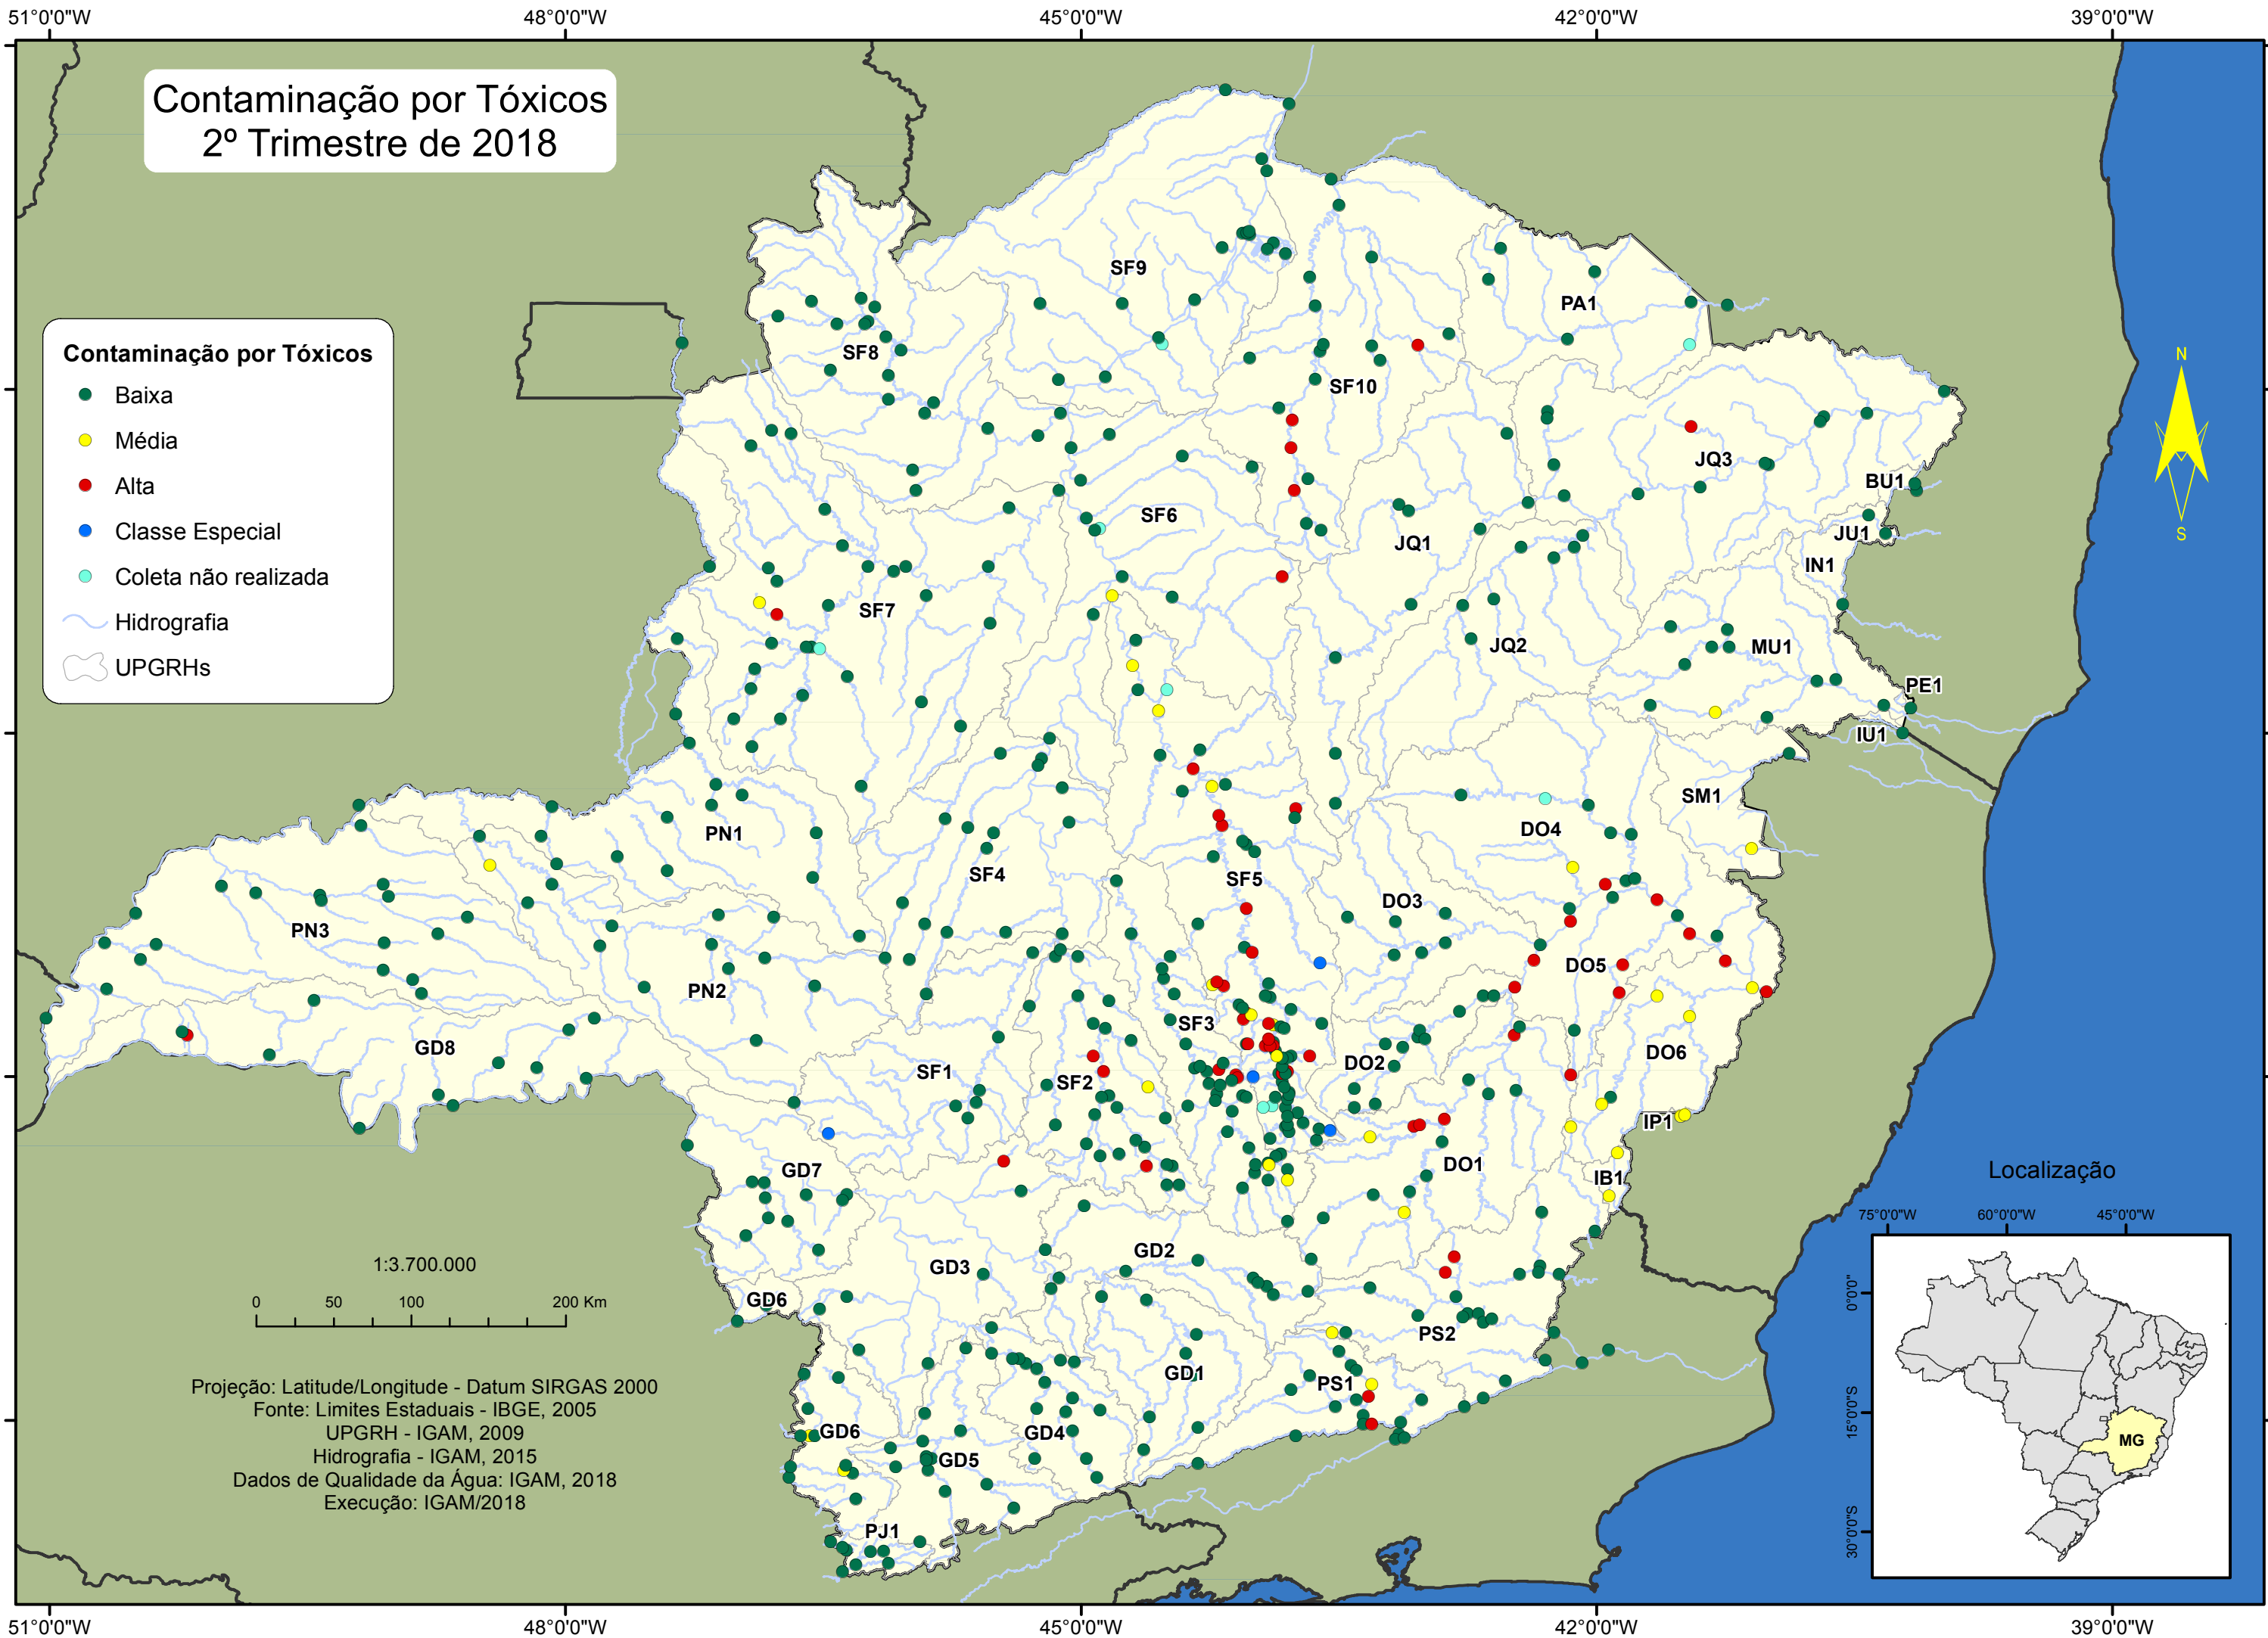 51°0'0"W
48°0'0"W
45°0'0"W
42°0'0"W
39°0'0"W
Contaminação por Tóxicos
2º Trimestre de 2018
Contaminação por Tóxicos
Baixa
Média
Alta
Classe Especial
Coleta não realizada
Hidrografia
UPGRHs
SF9
PA1
SF8
SF10
N
S
JQ3
BU1
SF6
JU1
JQ1
IN1
SF7
JQ2
MU1
PE1
IU1
SM1
PN1
DO4
SF4
SF5
DO3
PN3
DO5
PN2
SF3
GD8
DO6
DO2
SF1
SF2
IP1
DO1
GD7
IB1
GD2
GD3
GD6
PS2
GD1
PS1
GD6
GD4
GD5
PJ1
1:3.700.000
0
50
100
200 Km
Projeção: Latitude/Longitude - Datum SIRGAS 2000
Fonte: Limites Estaduais - IBGE, 2005
UPGRH - IGAM, 2009
Hidrografia - IGAM, 2015
Dados de Qualidade da Água: IGAM, 2018
Execução: IGAM/2018
Localização
75°0'0"W
60°0'0"W
45°0'0"W
0°0'0"
15°0'0"S
30°0'0"S
MG
51°0'0"W
48°0'0"W
45°0'0"W
42°0'0"W
39°0'0"W